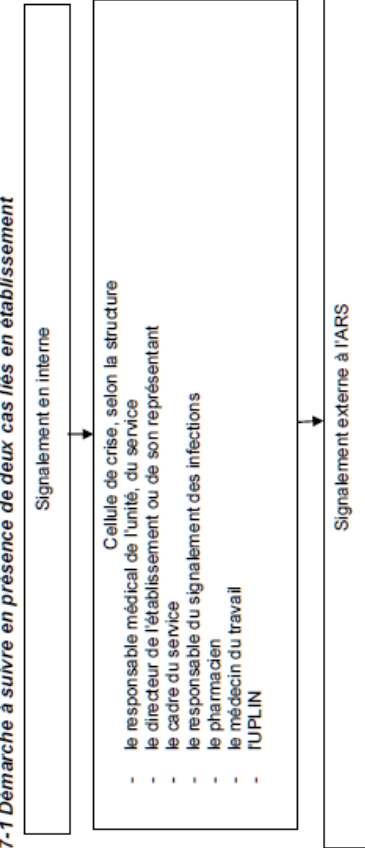 7-1 Démarche à suivre en présence de deux cas liés en établissement
Signalement en interne
Cellule de crise, selon la structure
- le responsable médical de l'unité, du service
- le directeur de l'établissement ou de son représentant
- le cadre du service
- le responsable du signalement des infections
- le pharmacien
- le médecin du travail
- l'UPLIN
Signalement externe à l'ARS